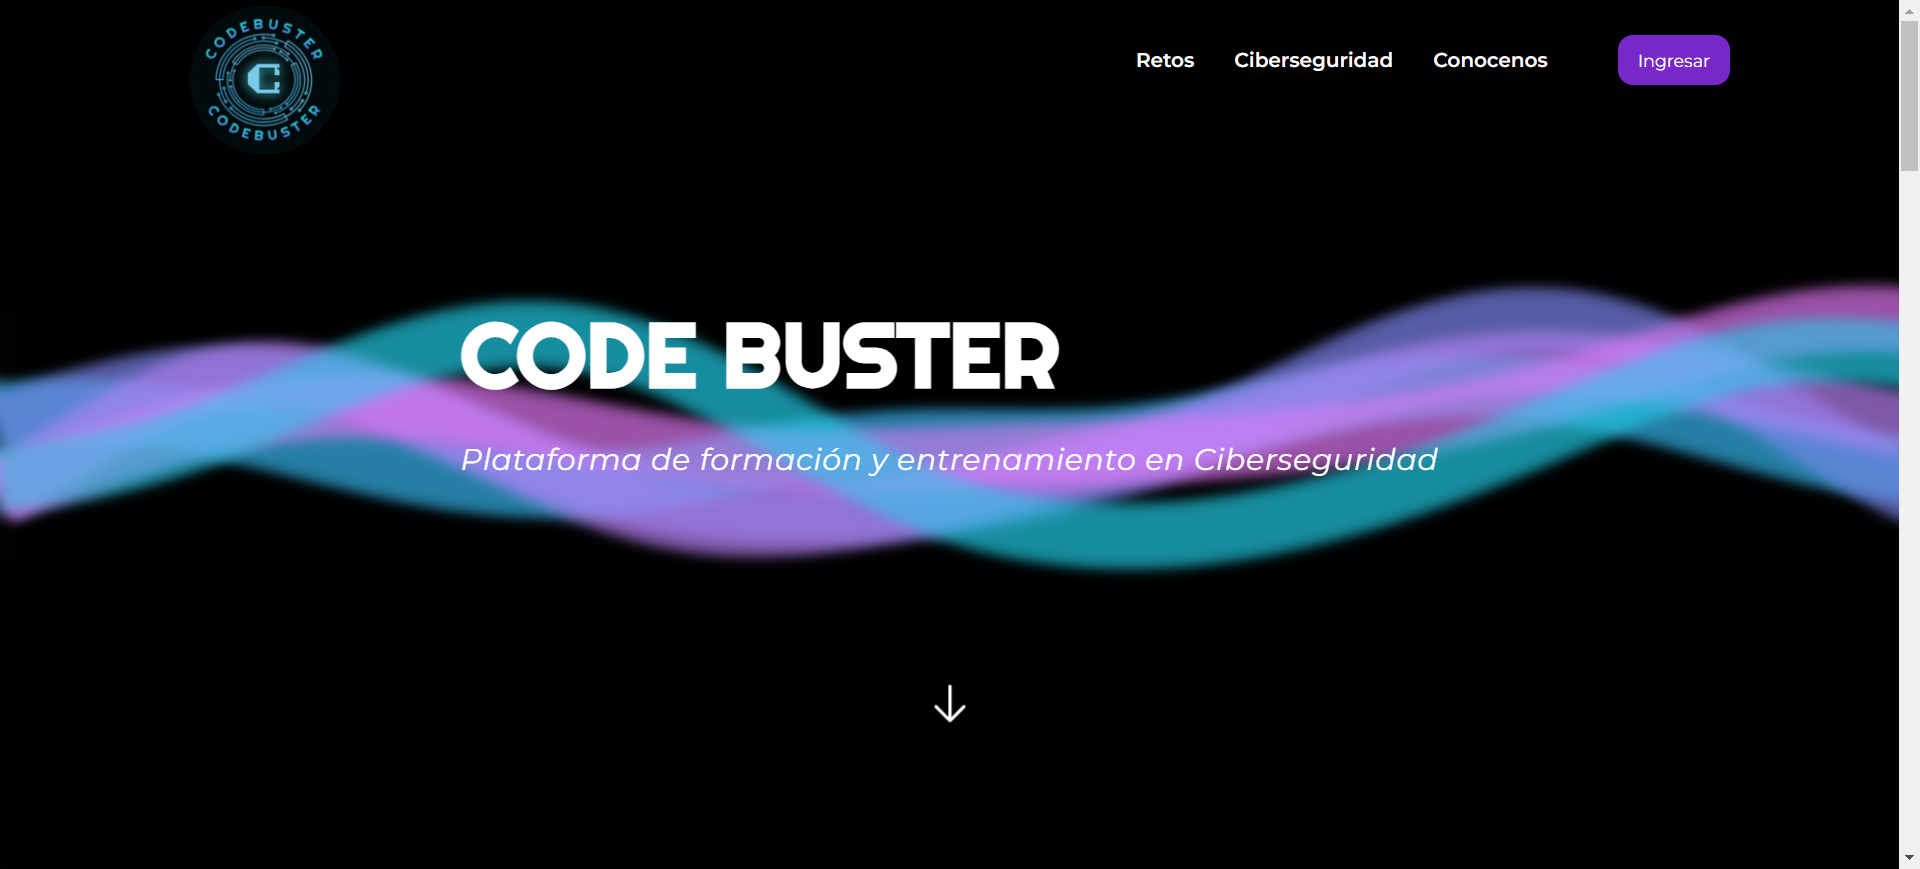 CODEBUSTER
C
CODEBUSTER
Retos Ciberseguridad Conocenos Ingresar
CODE BUSTER
Plataforma de formación y entrenamiento en Ciberseguridad